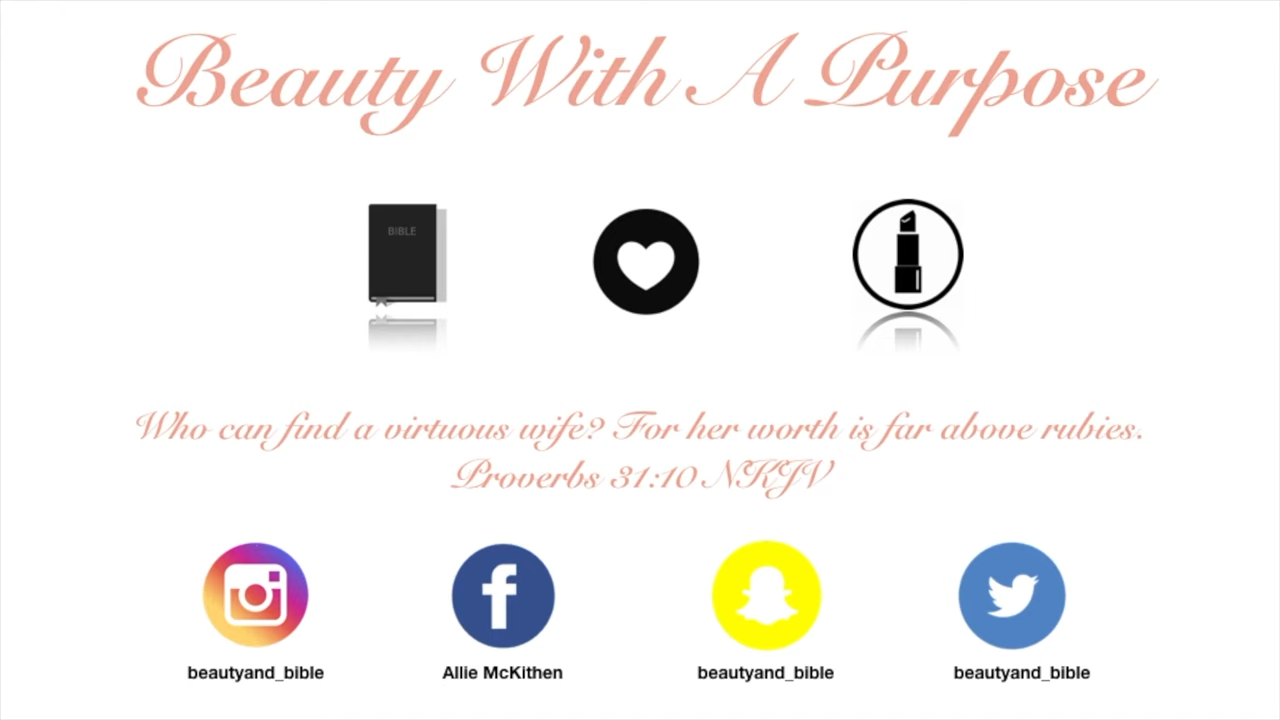 Beauty With A Purpose
BIBLE
Who can find a virtuous wife? For her worth is far above rubies.
Proverbs 31:10 NKJV
beautyand_bible
Allie McKithen
beautyand_bible
beautyand_bible